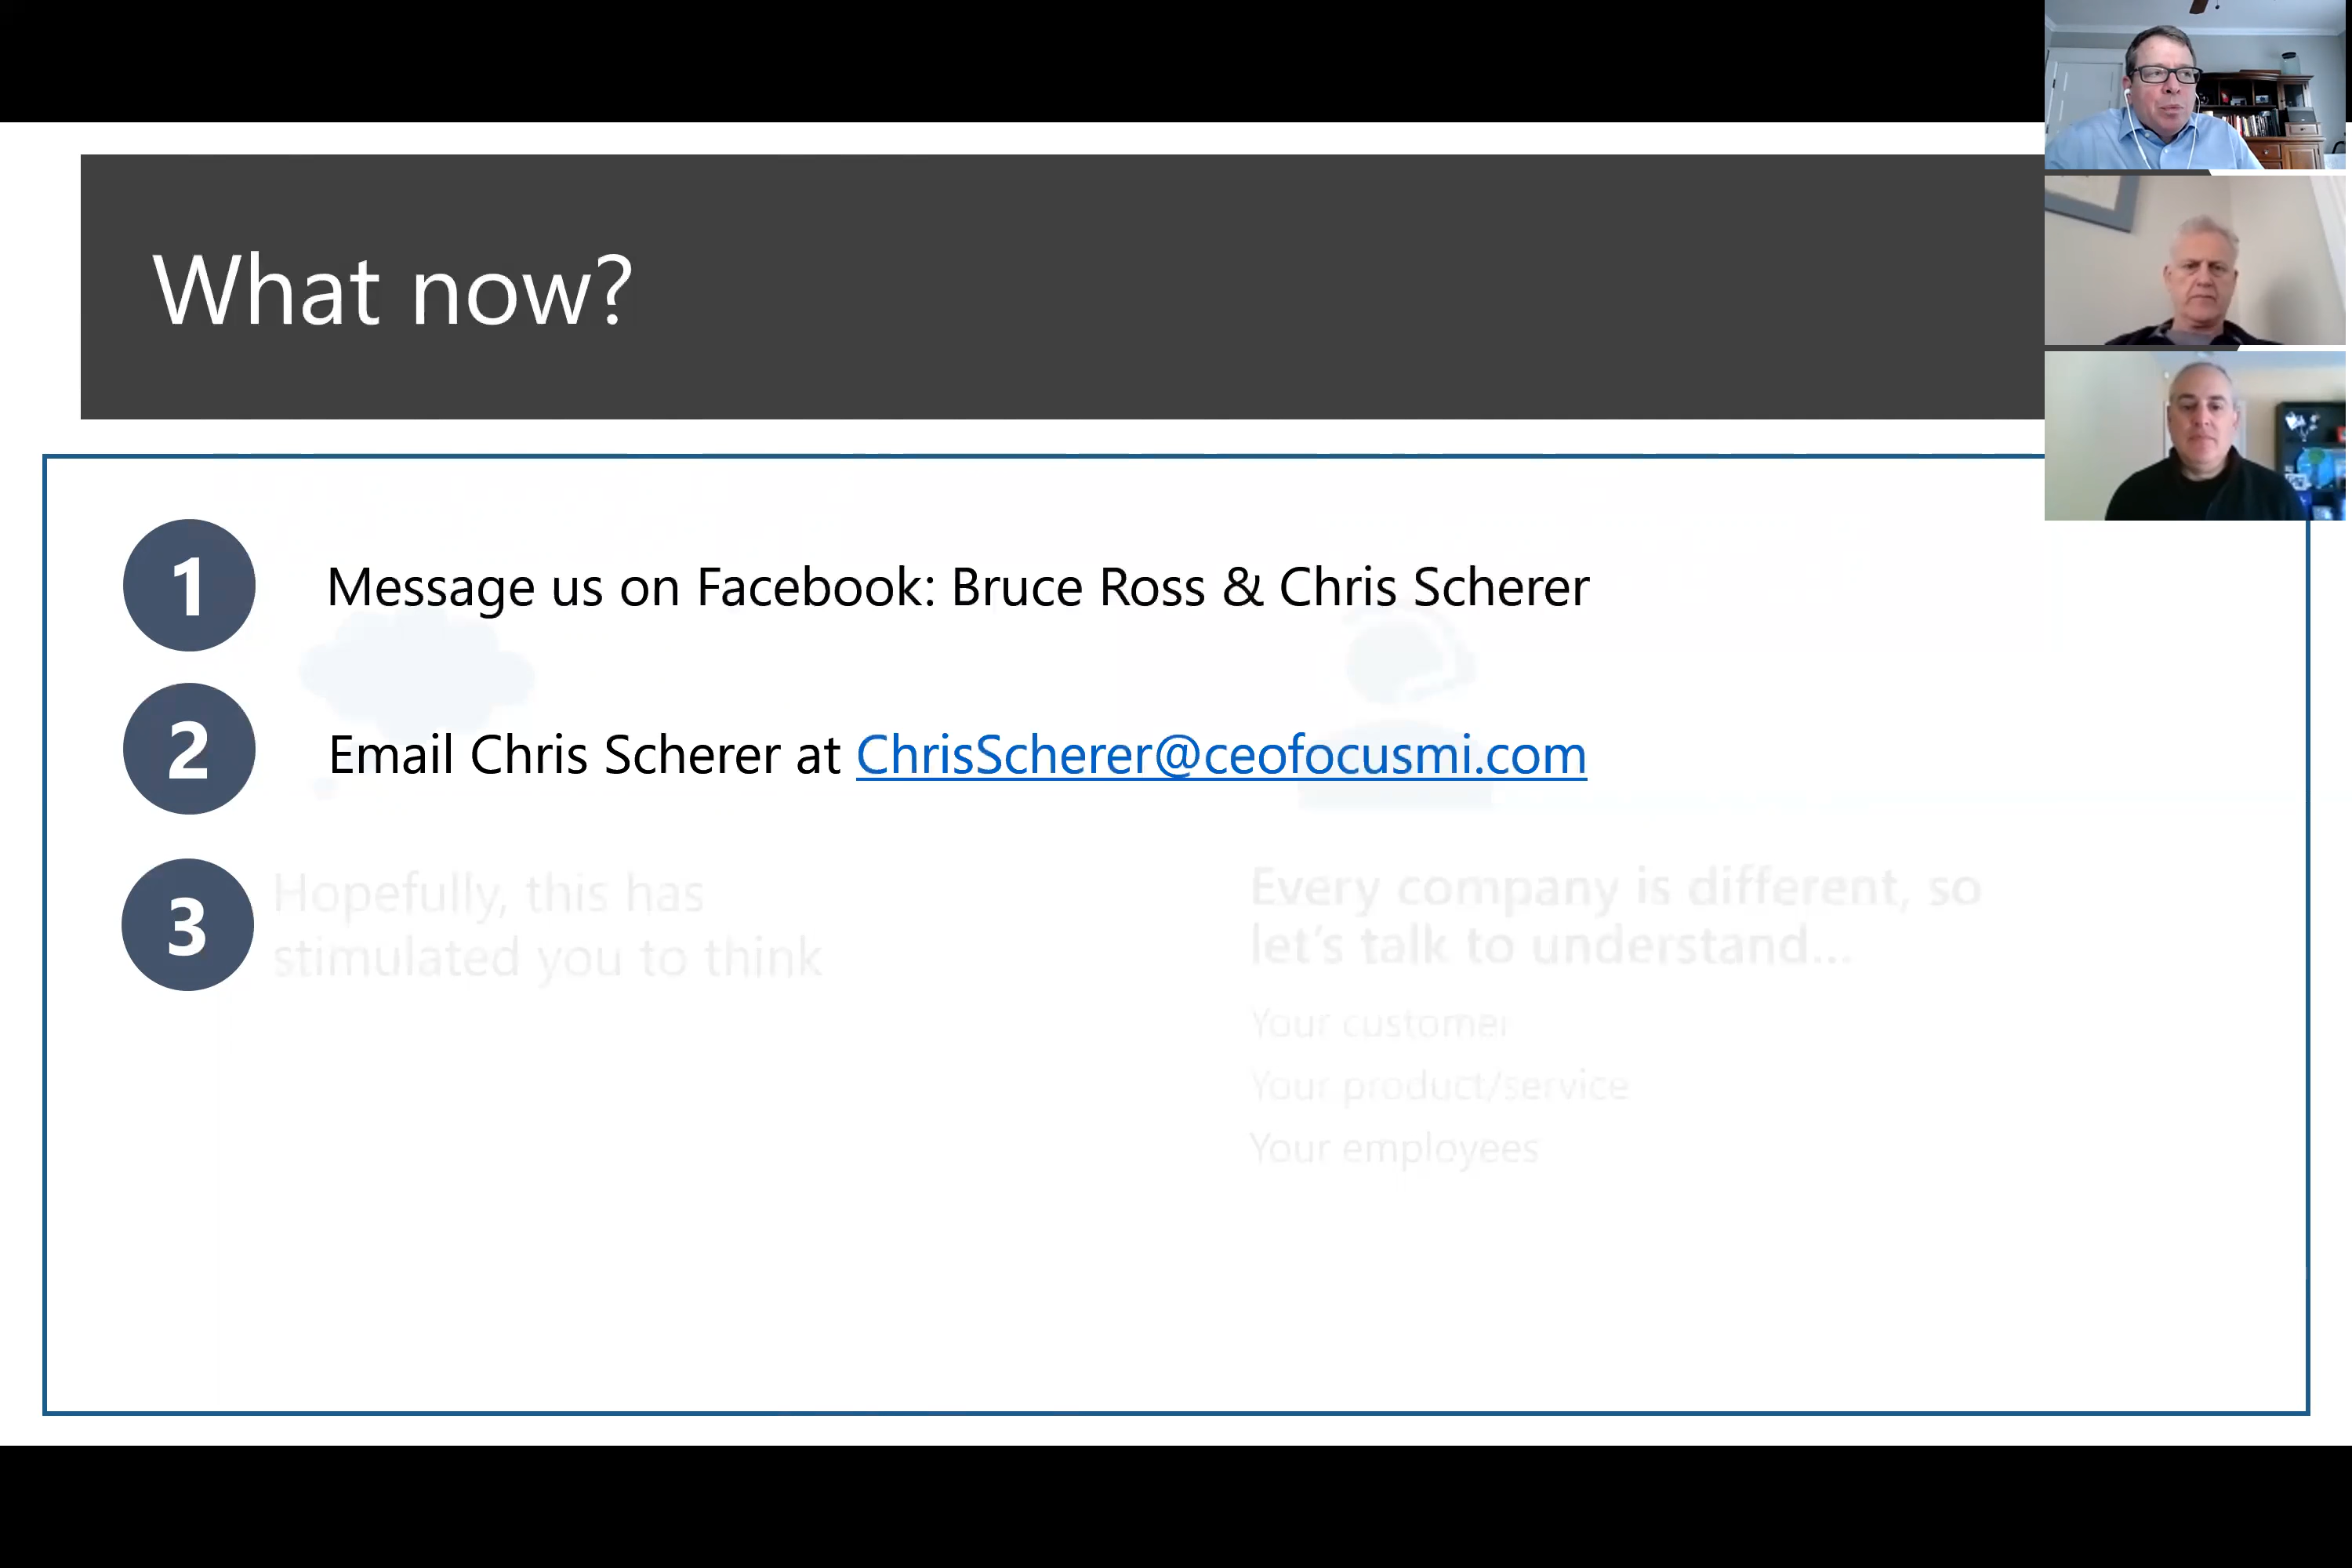 What now?
1
Message us on Facebook: Bruce Ross & Chris Scherer
2
Email Chris Scherer at ChrisScherer@ceofocusmi.com
3
Hopefully, this has
stimulated you to think
Every company is different, so
let's talk to understand...
Your customer
Your product/service
Your employees